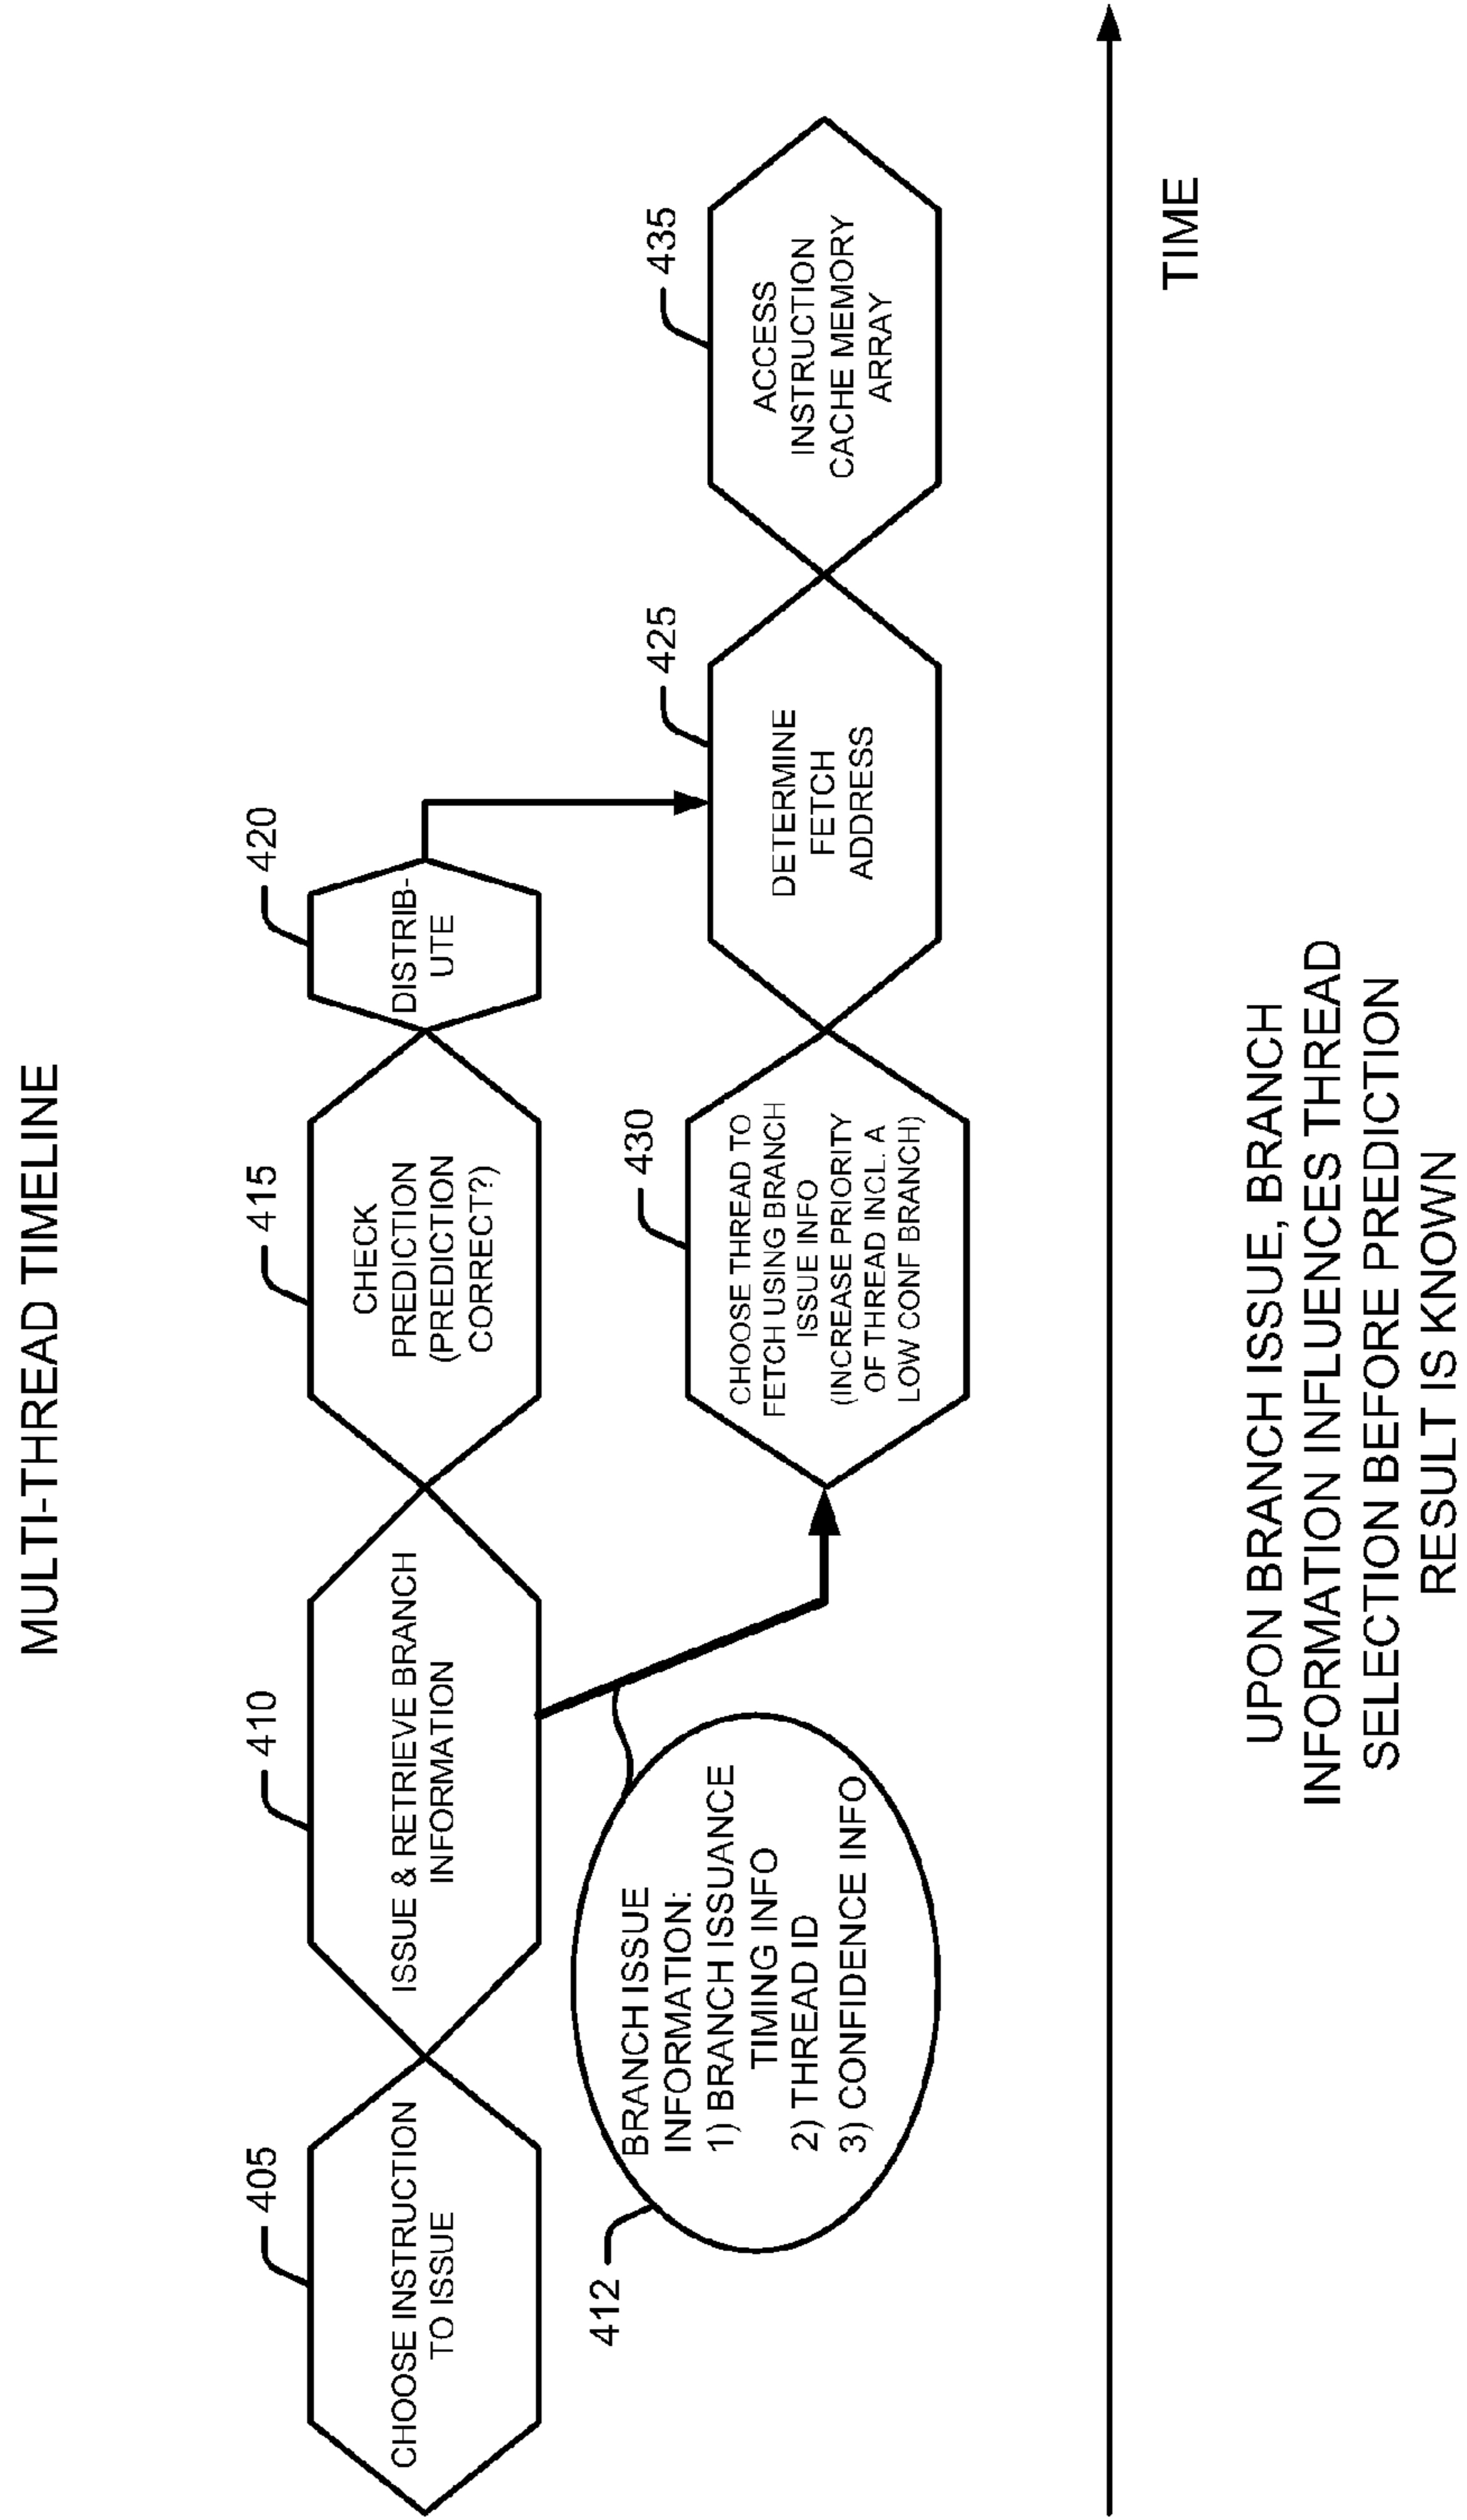 MULTI-THREAD TIMELINE
405
CHOOSE INSTRUCTION
TO ISSUE
410
ISSUE & RETRIEVE BRANCH
INFORMATION
415
CHECK
PREDICTION
(PREDICTION
CORRECT?)
420
DISTRIB-
UTE
412
BRANCH ISSUE
INFORMATION:
1) BRANCH ISSUANCE
TIMING INFO
2) THREAD ID
3) CONFIDENCE INFO
430
CHOOSE THREAD TO
FETCH USING BRANCH
ISSUE INFO
(INCREASE PRIORITY
OF THREAD INCL. A
LOW CONF BRANCH)
425
DETERMINE
FETCH
ADDRESS
435
ACCESS
INSTRUCTION
CACHE MEMORY
ARRAY
TIME
UPON BRANCH ISSUE, BRANCH
INFORMATION INFLUENCES THREAD
SELECTION BEFORE PREDICTION
RESULT IS KNOWN